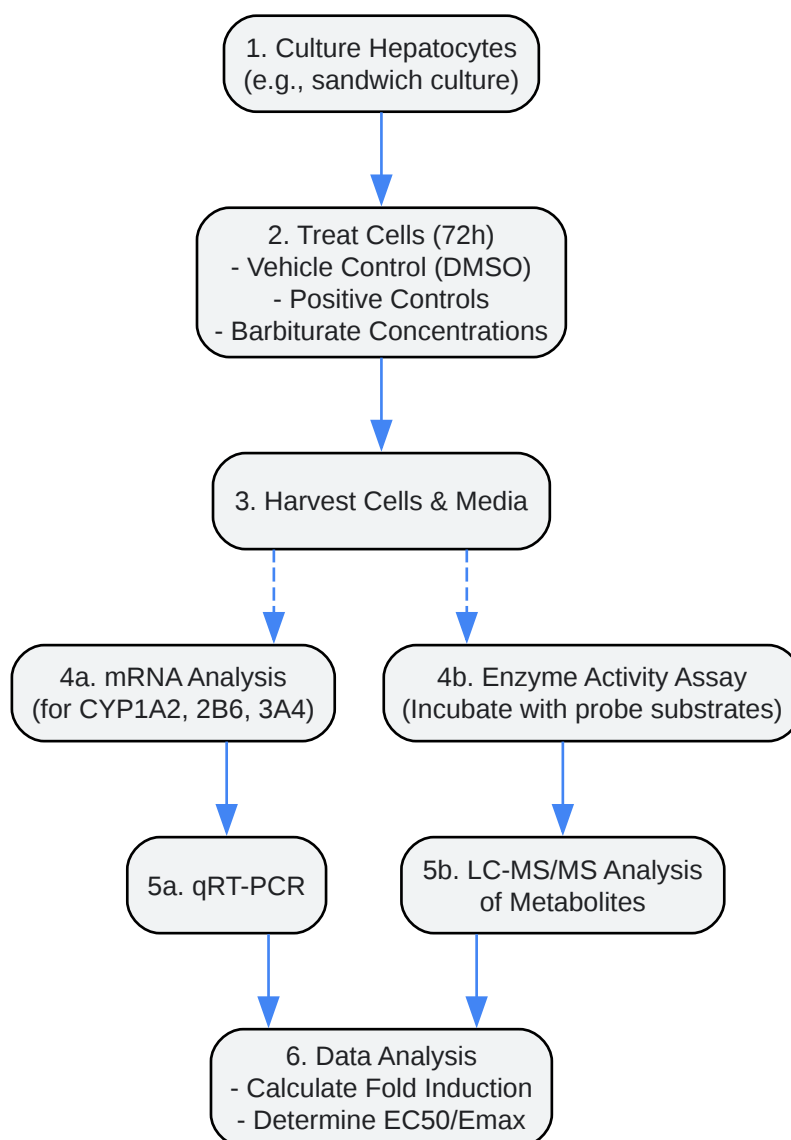 1. Culture Hepatocytes
(e.g., sandwich culture)
2. Treat Cells (72h)
- Vehicle Control (DMSO)
- Positive Controls
- Barbiturate Concentrations
3. Harvest Cells & Media
4a. mRNA Analysis
(for CYP1A2, 2B6, 3A4)
4b. Enzyme Activity Assay
(Incubate with probe substrates)
5a. qRT-PCR
5b. LC-MS/MS Analysis
of Metabolites
6. Data Analysis
- Calculate Fold Induction
- Determine EC50/Emax